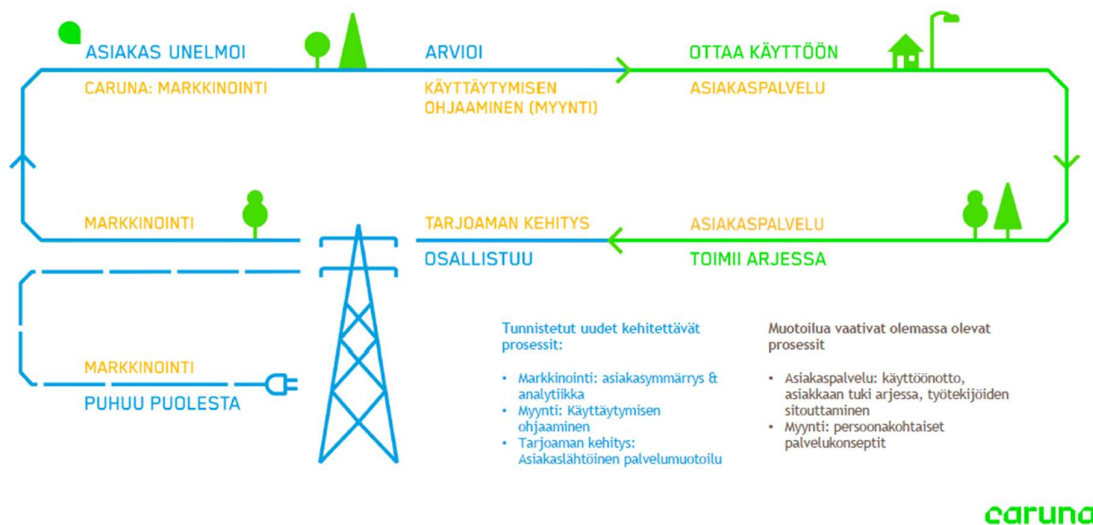 ASIAKAS UNELMOI
CARUNA: MARKKINOINTI
ARVIOI
KÄYTTÄYTYMISEN
OHJAAMINEN (MYYNTI)
OTTAA KÄYTTÖÖN
ASIAKASPALVELU
MARKKINOINTI
TARJOAMAN KEHITYS
OSALLISTUU
ASIAKASPALVELU
TOIMII ARJESSA
MARKKINOINTI
PUHUU PUOLESTA
Tunnistetut uudet kehitettävät
prosessit:
• Markkinointi: asiakasymmärrys &
analytiikka
• Myynti: Käyttäytymisen
ohjaaminen
• Tarjoaman kehitys:
Asiakaslähtöinen palvelumuotoilu
Muotoilua vaativat olemassa olevat
prosessit
• Asiakaspalvelu: käyttöönotto,
asiakkaan tuki arjessa, työtekijöiden
sitouttaminen
• Myynti: persoonakohtaiset
palvelukonseptit
caruna